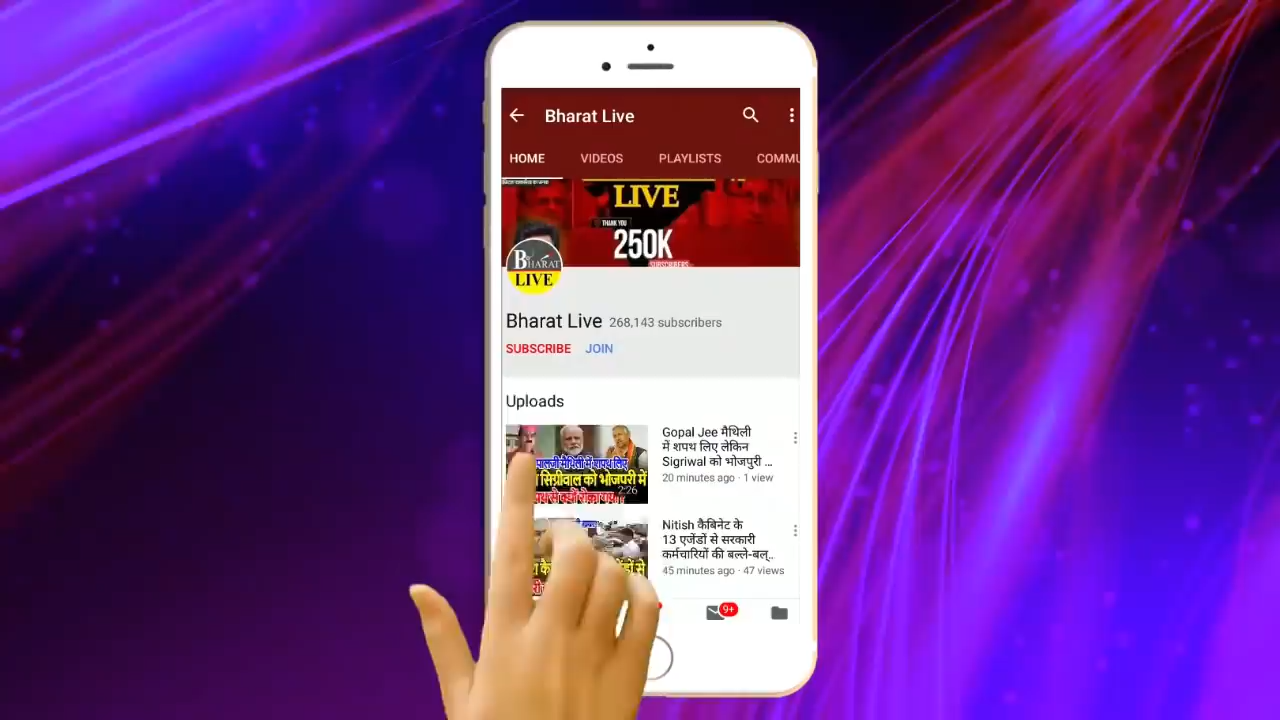 Bharat Live
HOME VIDEOS PLAYLISTS COMMU
LIVE
THANK YOU
250K
SUBSCRIBERS
BHARAT
LIVE
Bharat Live 268,143 subscribers
SUBSCRIBE JOIN
Uploads
Gopal Jee मैथिली
में शपथ लिए लेकिन
Sigriwal को भोजपुरी ...
20 minutes ago · 1 view
मैथिली में शपथ लिए
सिग्रीवाल को भोजपुरी में
2:26
Nitish कैबिनेट के
13 एजेंडों से सरकारी
कर्मचारियों की बल्ले-बल्..
45 minutes ago · 47 views
9+